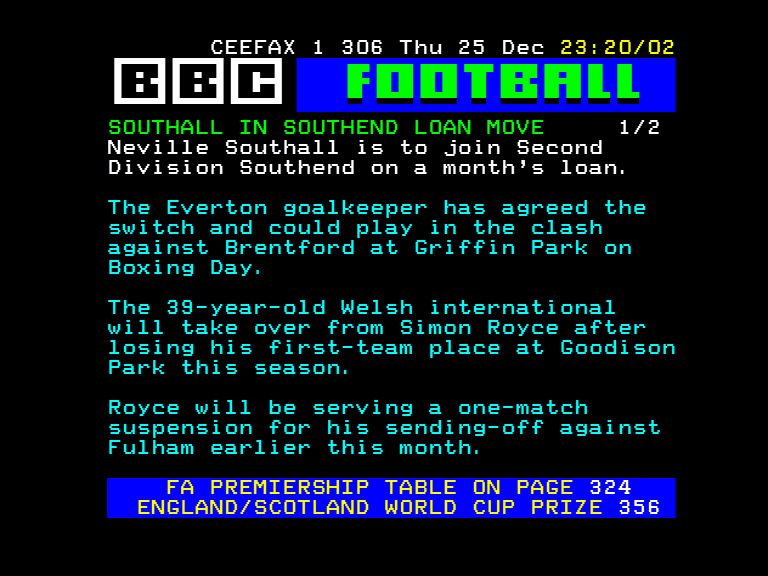 CEEFAX 1 306 Thu 25 Dec 23:20/02
BBC FOOTBALL
SOUTHALL IN SOUTHEND LOAN MOVE 1/2
Neville Southall is to join Second
Division Southend on a month's loan.
The Everton goalkeeper has agreed the
switch and could play in the clash
against Brentford at Griffin Park on
Boxing Day.
The 39-year-old Welsh international
will take over from Simon Royce after
losing his first-team place at Goodison
Park this season.
Royce will be serving a one-match
suspension for his sending-off against
Fulham earlier this month.
FA PREMIERSHIP TABLE ON PAGE 324
ENGLAND/SCOTLAND WORLD CUP PRIZE 356